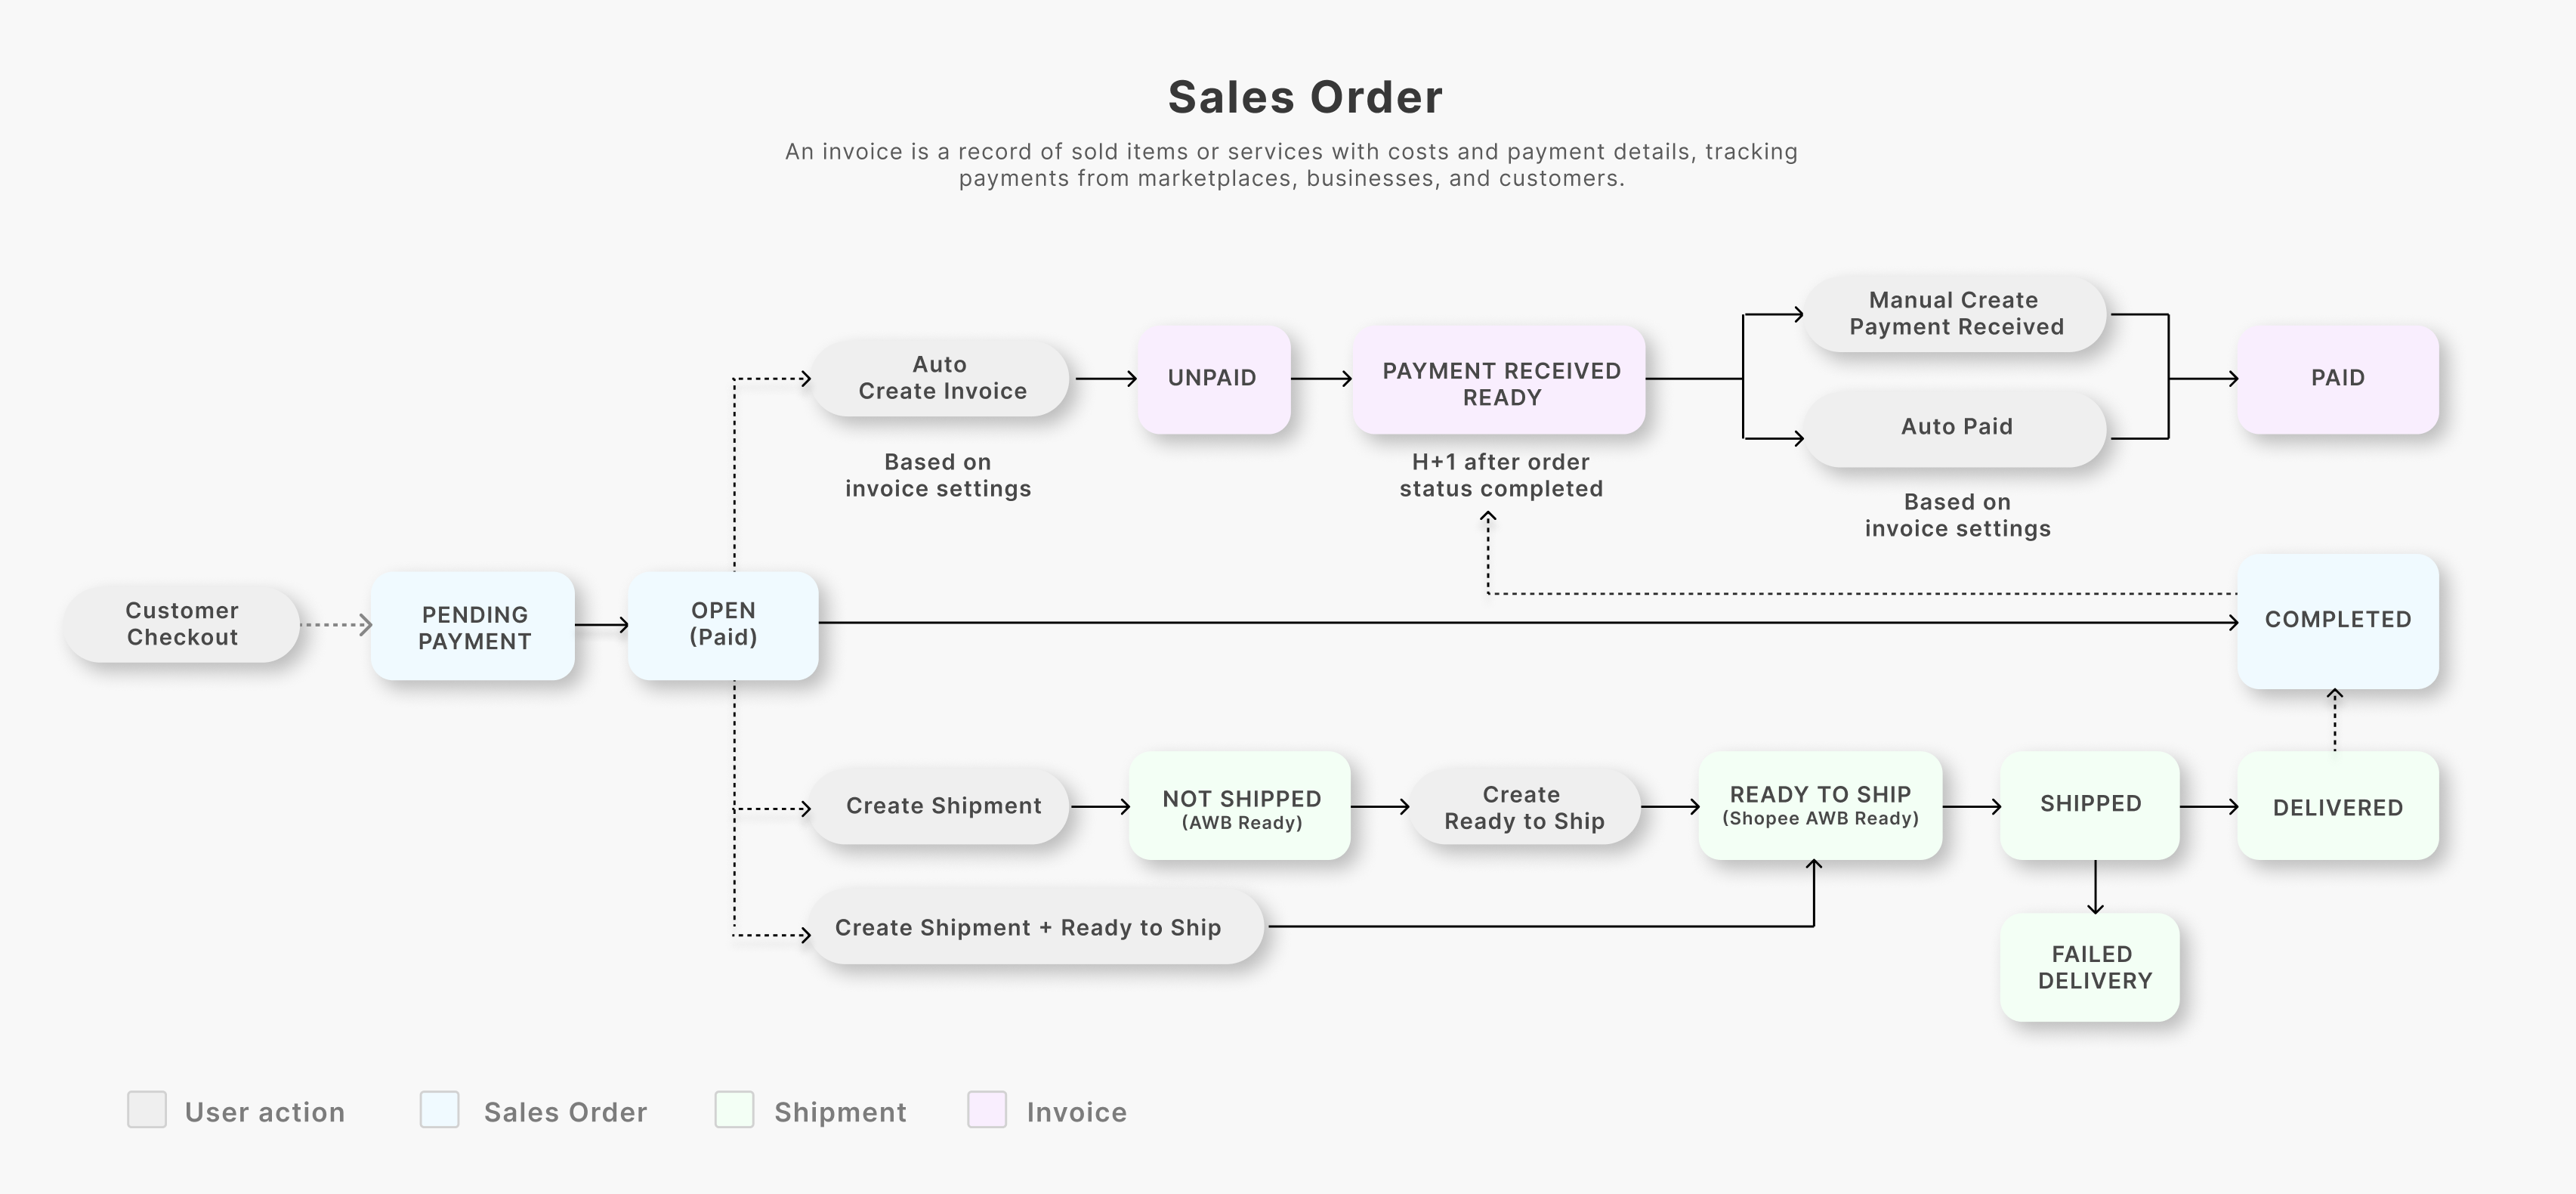 Sales Order
An invoice is a record of sold items or services with costs and payment details, tracking
payments from marketplaces, businesses, and customers.
Manual Create
Payment Received
Auto
Create Invoice
UNPAID
PAYMENT RECEIVED
READY
PAID
Auto Paid
Based on
invoice settings
H+1 after order
status completed
Based on
invoice settings
Customer
Checkout
PENDING
PAYMENT
OPEN
(Paid)
COMPLETED
Create Shipment
NOT SHIPPED
(AWB Ready)
Create
Ready to Ship
READY TO SHIP
(Shopee AWB Ready)
SHIPPED
DELIVERED
Create Shipment + Ready to Ship
FAILED
DELIVERY
User action
Sales Order
Shipment
Invoice